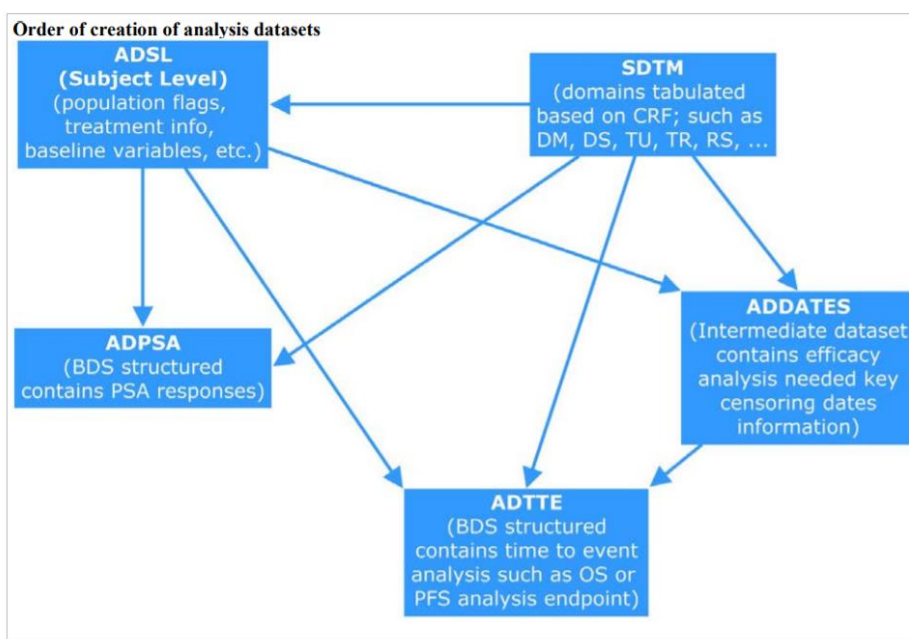 Order of creation of analysis datasets
ADSL
(Subject Level)
(population flags,
treatment info,
baseline variables, etc.)
SDTM
(domains tabulated
based on CRF; such as
DM, DS, TU, TR, RS, ...
ADPSA
(BDS structured
contains PSA responses)
ADDATES
(Intermediate dataset
contains efficacy
analysis needed key
censoring dates
information)
ADTTE
(BDS structured
contains time to event
analysis such as OS or
PFS analysis endpoint)